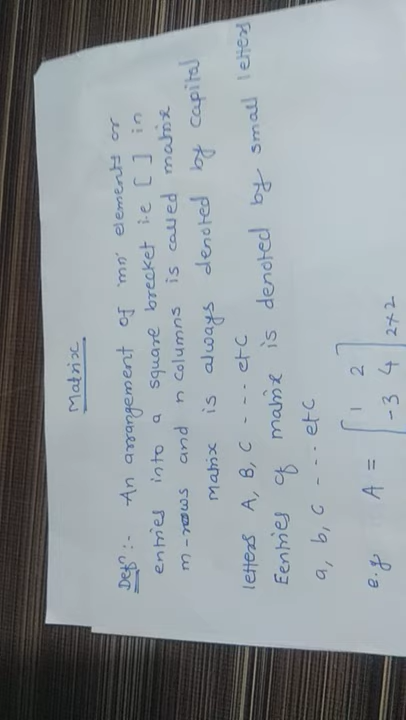 Matrix
Defn:- An arrangement of 'mn' elements or
entries into a square brecket i.e [ ] in
m-rows and n columns is called matrix
Matrix is always denoted by capital
letters A, B, C --- etc
Eentries of matrix is denoted by small letters
a, b, c --- etc
e.g. A = [1 2
-3 4] 2×2